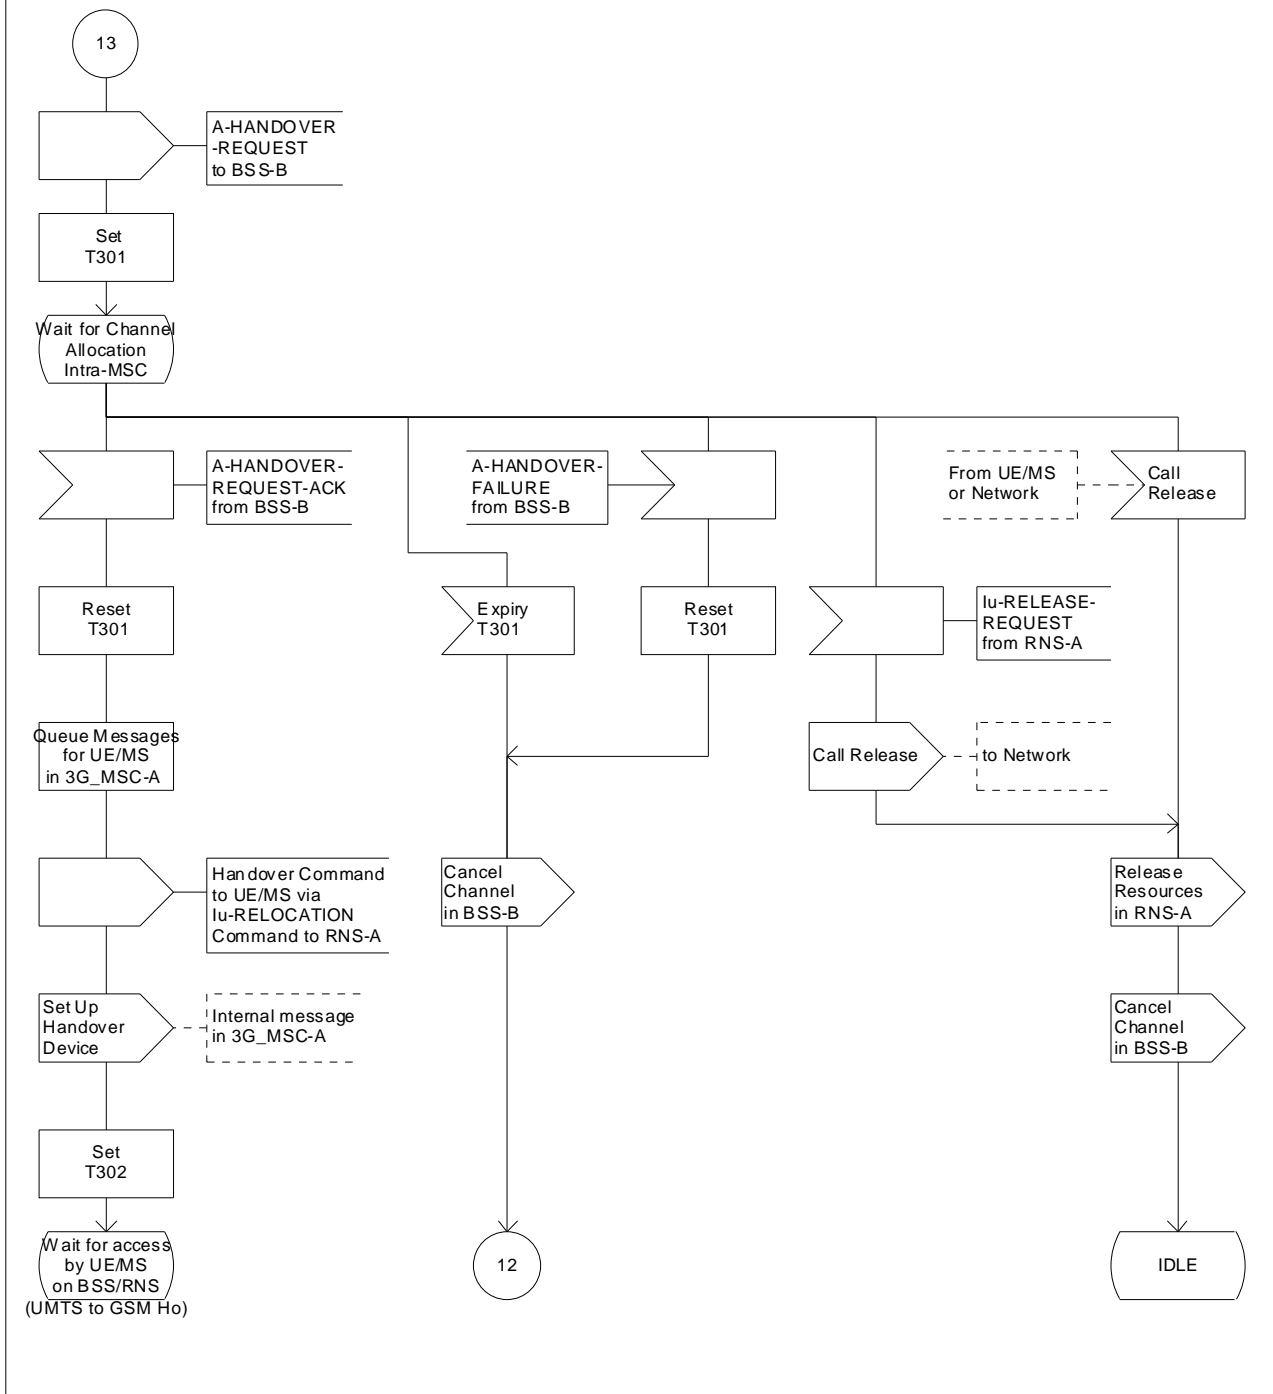 13
A-HANDOVER
-REQUEST
to BSS-B
Set
T301
Wait for Channel
Allocation
Intra-MSC
A-HANDOVER-
REQUEST-ACK
from BSS-B
A-HANDOVER-
FAILURE
from BSS-B
From UE/MS
or Network
Call
Release
Reset
T301
Expiry
T301
Reset
T301
Iu-RELEASE-
REQUEST
from RNS-A
Queue Messages
for UE/MS
in 3G_MSC-A
Call Release
to Network
Handover Command
to UE/MS via
Iu-RELOCATION
Command to RNS-A
Cancel
Channel
in BSS-B
Release
Resources
in RNS-A
Set Up
Handover
Device
Internal message
in 3G_MSC-A
Cancel
Channel
in BSS-B
Set
T302
Wait for access
by UE/MS
on BSS/RNS
(UMTS to GSM Ho)
12
IDLE